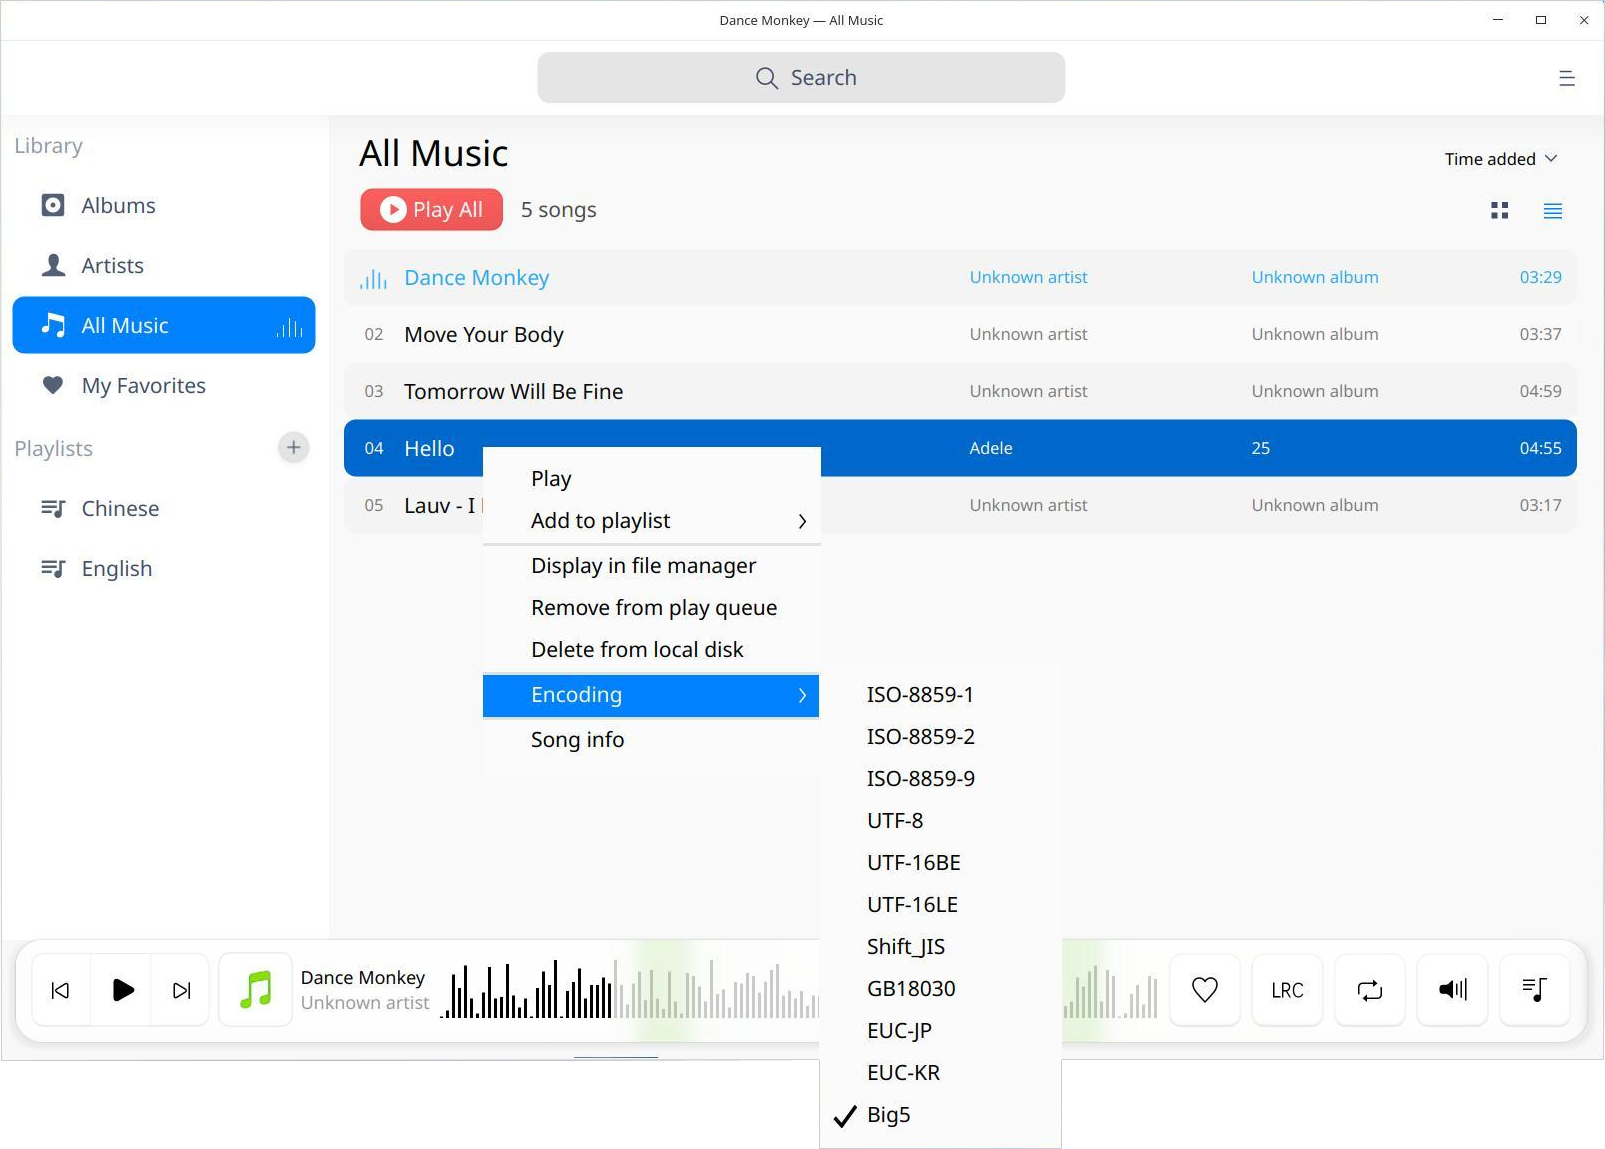 Dance Monkey — All Music
Search
Library
Albums
Artists
All Music
My Favorites
Playlists
Chinese
English
All Music
Time added
Play All 5 songs
Dance Monkey Unknown artist Unknown album 03:29
02 Move Your Body Unknown artist Unknown album 03:37
03 Tomorrow Will Be Fine Unknown artist Unknown album 04:59
04 Hello Adele 25 04:55
05 Lauv - I Unknown artist Unknown album 03:17
Play
Add to playlist
Display in file manager
Remove from play queue
Delete from local disk
Encoding
Song info
ISO-8859-1
ISO-8859-2
ISO-8859-9
UTF-8
UTF-16BE
UTF-16LE
Shift_JIS
GB18030
EUC-JP
EUC-KR
Big5
Dance Monkey
Unknown artist
LRC